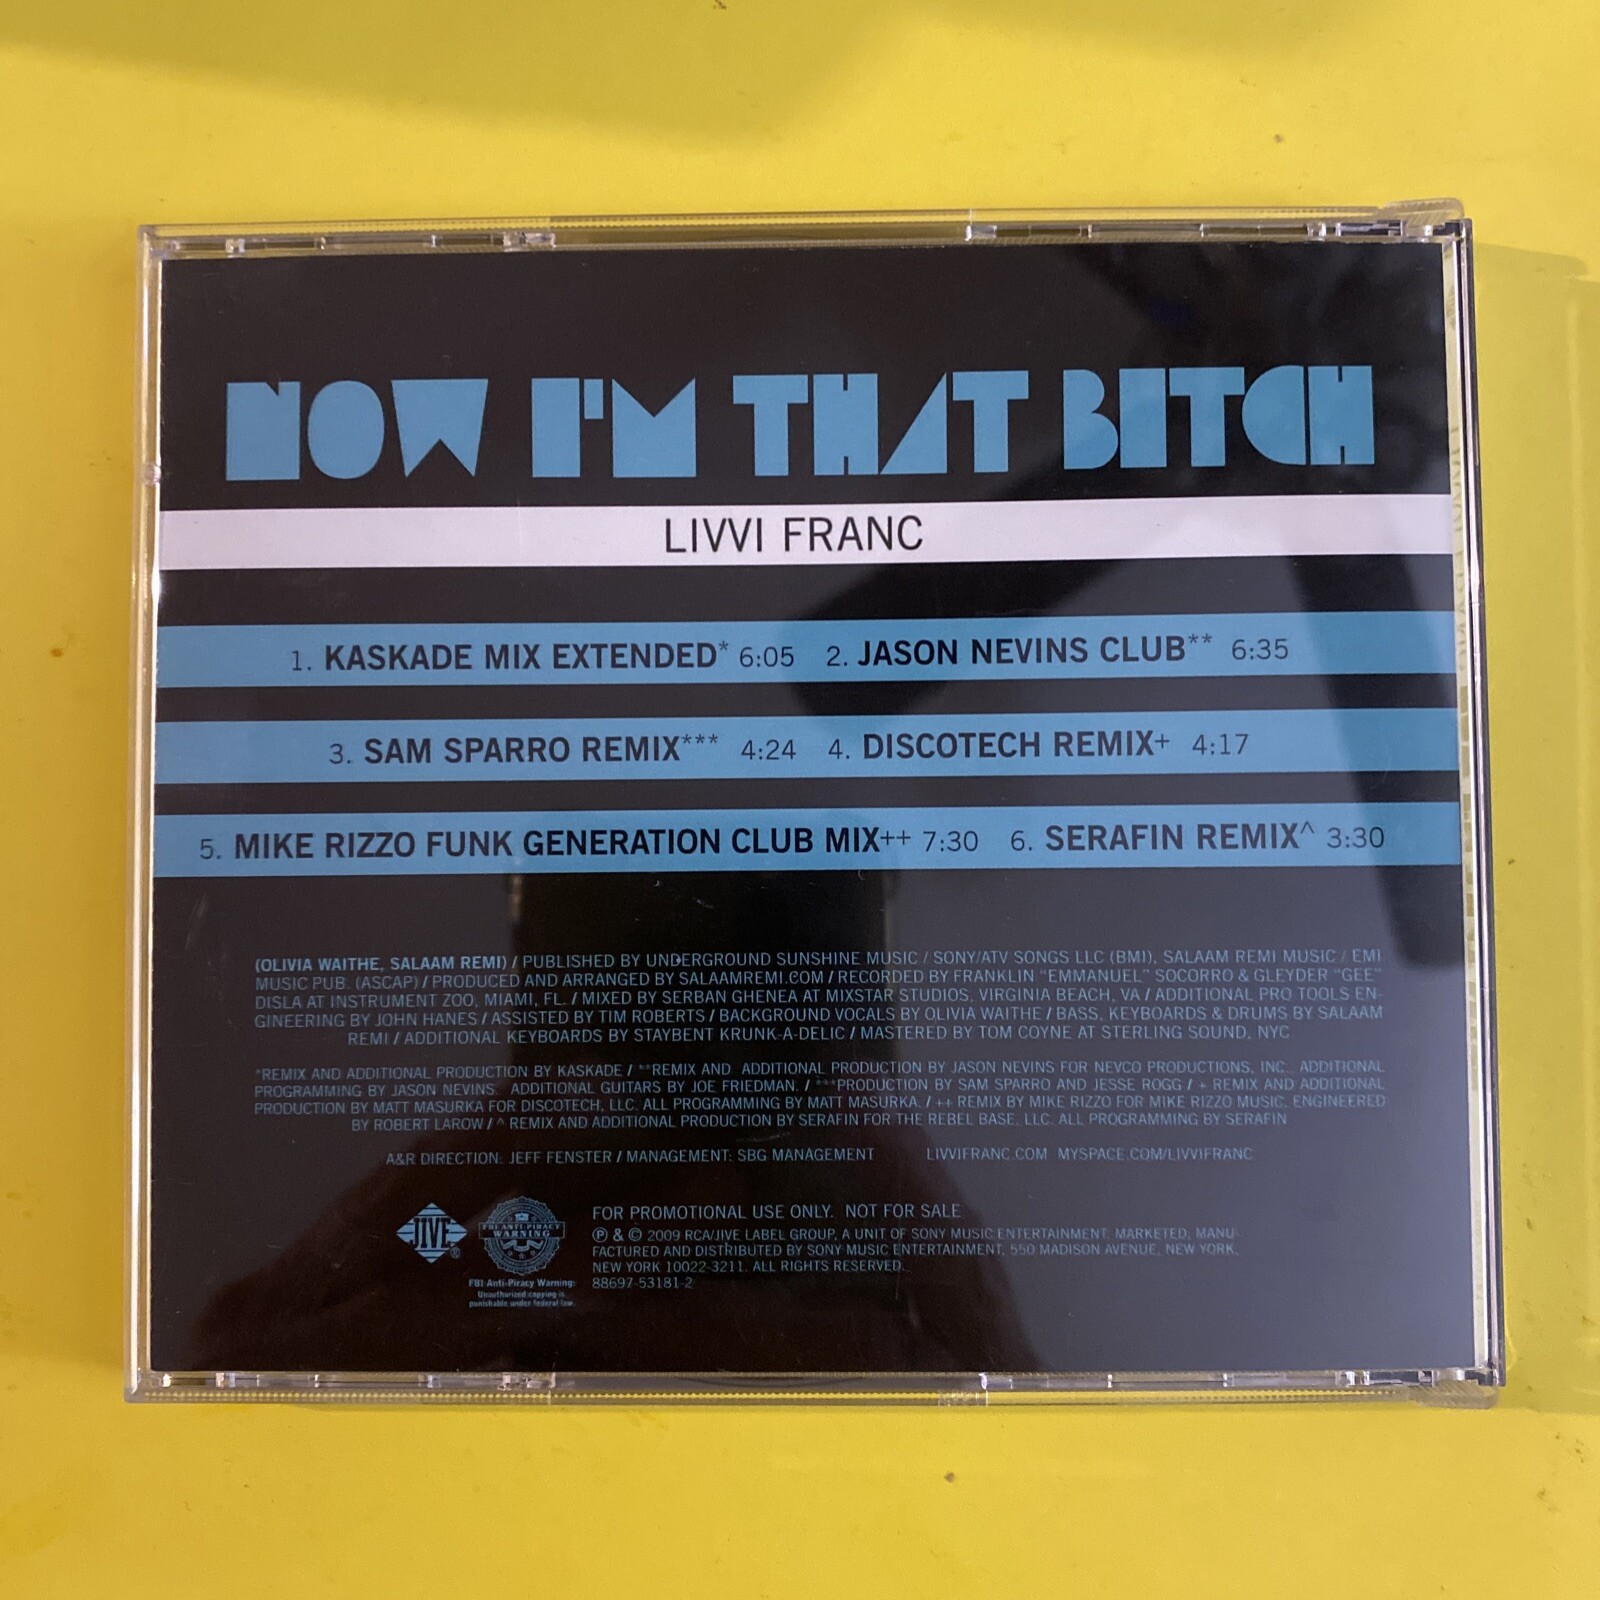 NOW I'M THAT BITCH
LIVVI FRANC
1. KASKADE MIX EXTENDED* 6:05 2. JASON NEVINS CLUB** 6:35
3. SAM SPARRO REMIX*** 4:24 4. DISCOTECH REMIX+ 4:17
5. MIKE RIZZO FUNK GENERATION CLUB MIX++ 7:30 6. SERAFIN REMIX^ 3:30
(OLIVIA WAITHE, SALAAM REMI) / PUBLISHED BY UNDERGROUND SUNSHINE MUSIC / SONY/ATV SONGS LLC (BMI), SALAAM REMI MUSIC / EMI
MUSIC PUB. (ASCAP) / PRODUCED AND ARRANGED BY SALAAMREMI.COM / RECORDED BY FRANKLIN "EMMANUEL" SOCORRO & GLEYDER "GEE"
DISLA AT INSTRUMENT ZOO, MIAMI, FL. / MIXED BY SERBAN GHENEA AT MIXSTAR STUDIOS, VIRGINIA BEACH, VA / ADDITIONAL PRO TOOLS EN-
GINEERING BY JOHN HANES / ASSISTED BY TIM ROBERTS / BACKGROUND VOCALS BY OLIVIA WAITHE / BASS, KEYBOARDS & DRUMS BY SALAAM
REMI / ADDITIONAL KEYBOARDS BY STAYBENT KRUNK-A-DELIC / MASTERED BY TOM COYNE AT STERLING SOUND, NYC
*REMIX AND ADDITIONAL PRODUCTION BY KASKADE / **REMIX AND ADDITIONAL PRODUCTION BY JASON NEVINS FOR NEVCO PRODUCTIONS, INC. ADDITIONAL
PROGRAMMING BY JASON NEVINS. ADDITIONAL GUITARS BY JOE FRIEDMAN. / ***PRODUCTION BY SAM SPARRO AND JESSE ROGG / + REMIX AND ADDITIONAL
PRODUCTION BY MATT MASURKA FOR DISCOTECH, LLC. ALL PROGRAMMING BY MATT MASURKA. / ++ REMIX BY MIKE RIZZO FOR MIKE RIZZO MUSIC. ENGINEERED
BY ROBERT LAROW / ^ REMIX AND ADDITIONAL PRODUCTION BY SERAFIN FOR THE REBEL BASE, LLC. ALL PROGRAMMING BY SERAFIN
A&R DIRECTION: JEFF FENSTER / MANAGEMENT: SBG MANAGEMENT LIVVIFRANC.COM MYSPACE.COM/LIVVIFRANC
JIVE®
FBI ANTI-PIRACY
WARNING
FBI Anti-Piracy Warning:
Unauthorized copying is
punishable under federal law.
FOR PROMOTIONAL USE ONLY. NOT FOR SALE
℗ & © 2009 RCA/JIVE LABEL GROUP, A UNIT OF SONY MUSIC ENTERTAINMENT. MARKETED, MANU-
FACTURED AND DISTRIBUTED BY SONY MUSIC ENTERTAINMENT, 550 MADISON AVENUE, NEW YORK,
NEW YORK 10022-3211. ALL RIGHTS RESERVED.
88697-53181-2